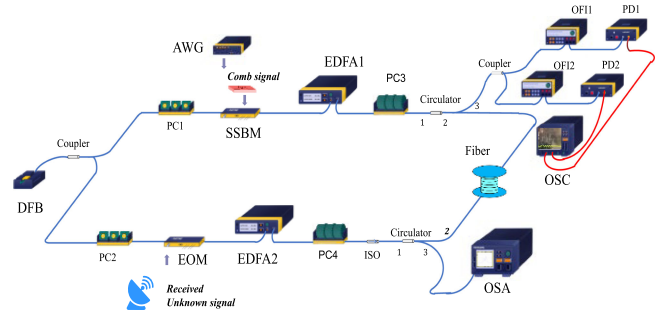 OFI1
PD1
AWG
Coupler
EDFA1
OFI2
PD2
Comb signal
PC3
Circulator
3
PC1
SSBM
1
2
Coupler
Fiber
OSC
DFB
Circulator
2
PC2
EOM
EDFA2
PC4
ISO
1
3
OSA
Received
Unknown signal